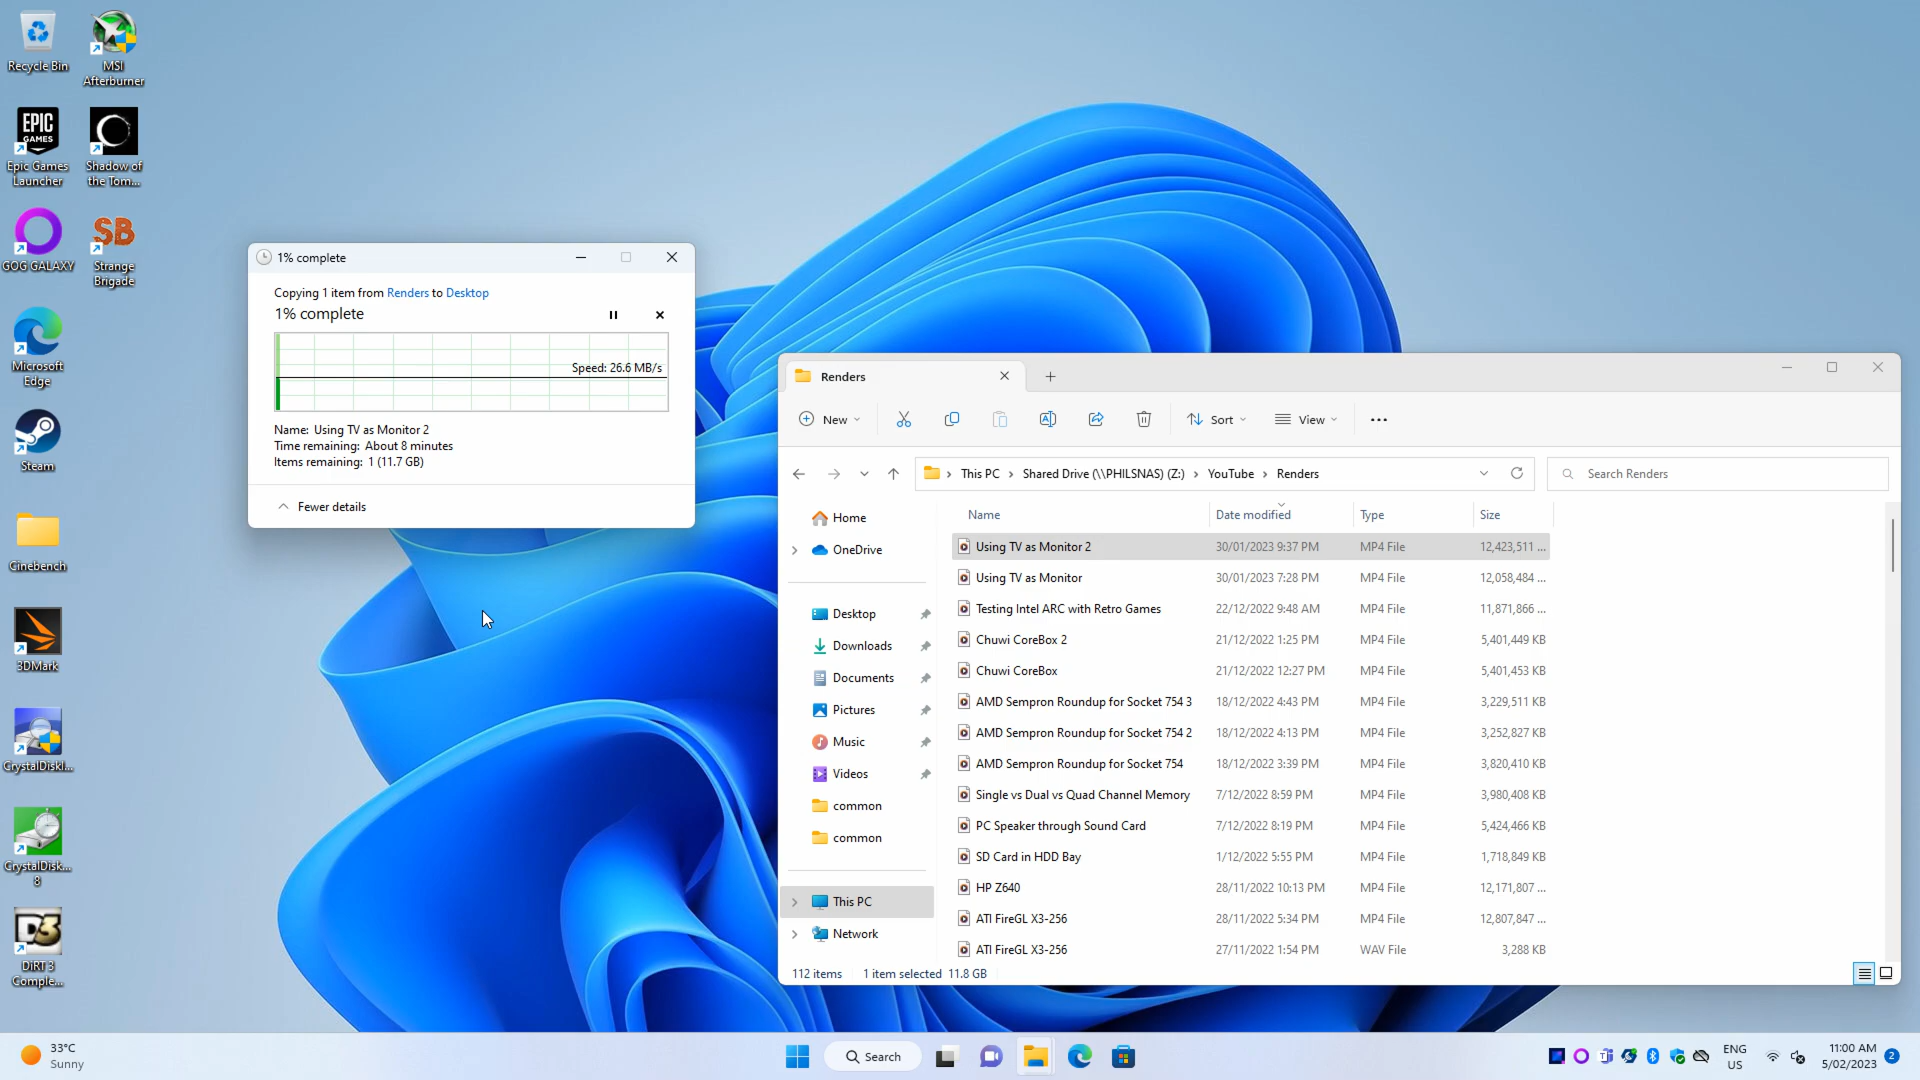 Recycle Bin
MSI
Afterburner
EPIC
GAMES
Epic Games
Launcher
Shadow of
the Tom...
GOG GALAXY
SB
Strange
Brigade
Microsoft
Edge
Steam
Cinebench
3DMark
CrystalDiskI...
CrystalDisk...
8
D3
DiRT 3
Comple...
1% complete
Copying 1 item from Renders to Desktop
1% complete
Speed: 26.6 MB/s
Name: Using TV as Monitor 2
Time remaining: About 8 minutes
Items remaining: 1 (11.7 GB)
Fewer details
Renders
New
Sort
View
This PC > Shared Drive (\\PHILSNAS) (Z:) > YouTube > Renders
Search Renders
Home
OneDrive
Desktop
Downloads
Documents
Pictures
Music
Videos
common
common
This PC
Network
Name Date modified Type Size
Using TV as Monitor 2 30/01/2023 9:37 PM MP4 File 12,423,511 ...
Using TV as Monitor 30/01/2023 7:28 PM MP4 File 12,058,484 ...
Testing Intel ARC with Retro Games 22/12/2022 9:48 AM MP4 File 11,871,866 ...
Chuwi CoreBox 2 21/12/2022 1:25 PM MP4 File 5,401,449 KB
Chuwi CoreBox 21/12/2022 12:27 PM MP4 File 5,401,453 KB
AMD Sempron Roundup for Socket 754 3 18/12/2022 4:43 PM MP4 File 3,229,511 KB
AMD Sempron Roundup for Socket 754 2 18/12/2022 4:13 PM MP4 File 3,252,827 KB
AMD Sempron Roundup for Socket 754 18/12/2022 3:39 PM MP4 File 3,820,410 KB
Single vs Dual vs Quad Channel Memory 7/12/2022 8:59 PM MP4 File 3,980,408 KB
PC Speaker through Sound Card 7/12/2022 8:19 PM MP4 File 5,424,466 KB
SD Card in HDD Bay 1/12/2022 5:55 PM MP4 File 1,718,849 KB
HP Z640 28/11/2022 10:13 PM MP4 File 12,171,807 ...
ATI FireGL X3-256 28/11/2022 5:34 PM MP4 File 12,807,847 ...
ATI FireGL X3-256 27/11/2022 1:54 PM WAV File 3,288 KB
112 items 1 item selected 11.8 GB
33°C
Sunny
Search
ENG
US
11:00 AM
5/02/2023
2